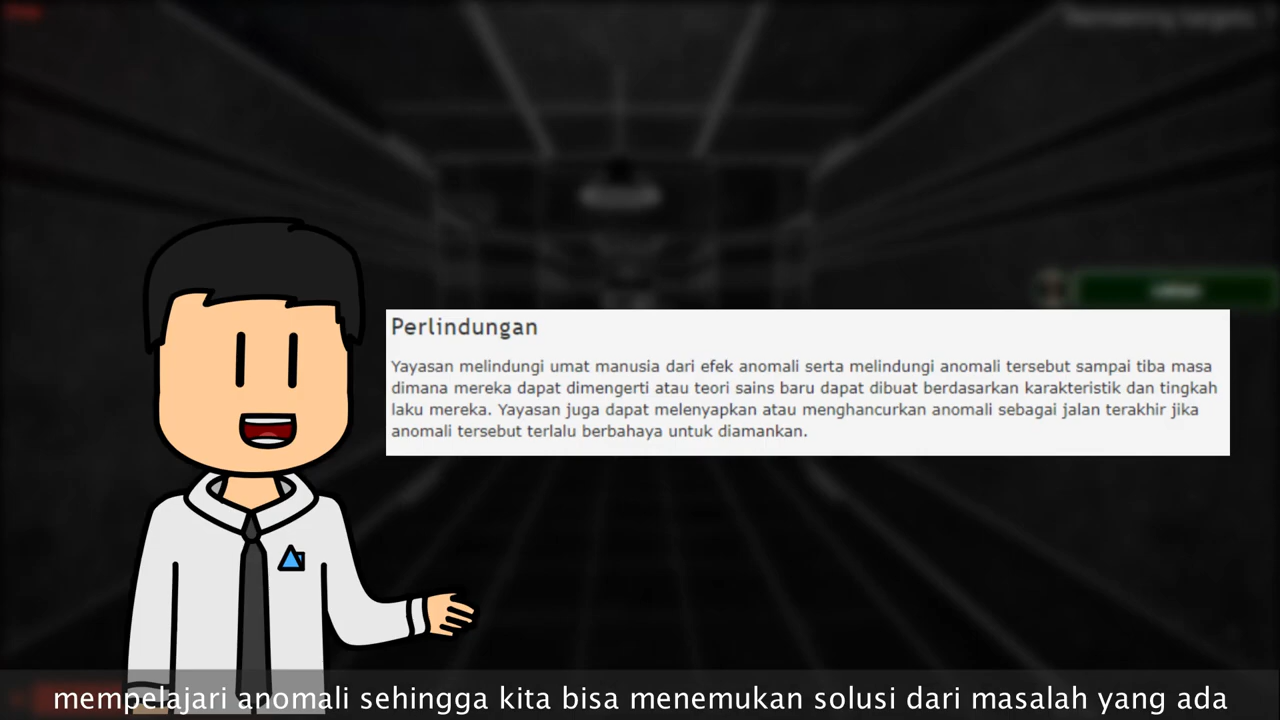 Perlindungan
Yayasan melindungi umat manusia dari efek anomali serta melindungi anomali tersebut sampai tiba masa
dimana mereka dapat dimengerti atau teori sains baru dapat dibuat berdasarkan karakteristik dan tingkah
laku mereka. Yayasan juga dapat melenyapkan atau menghancurkan anomali sebagai jalan terakhir jika
anomali tersebut terlalu berbahaya untuk diamankan.
mempelajari anomali sehingga kita bisa menemukan solusi dari masalah yang ada